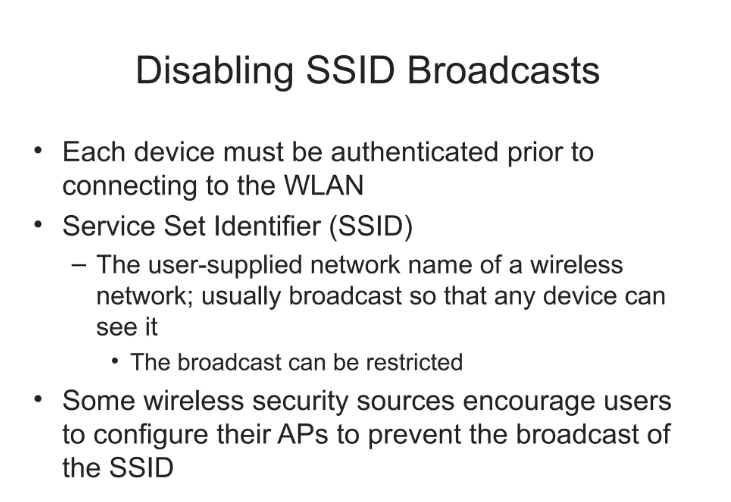 Disabling SSID Broadcasts
• Each device must be authenticated prior to
connecting to the WLAN
• Service Set Identifier (SSID)
– The user-supplied network name of a wireless
network; usually broadcast so that any device can
see it
• The broadcast can be restricted
• Some wireless security sources encourage users
to configure their APs to prevent the broadcast of
the SSID